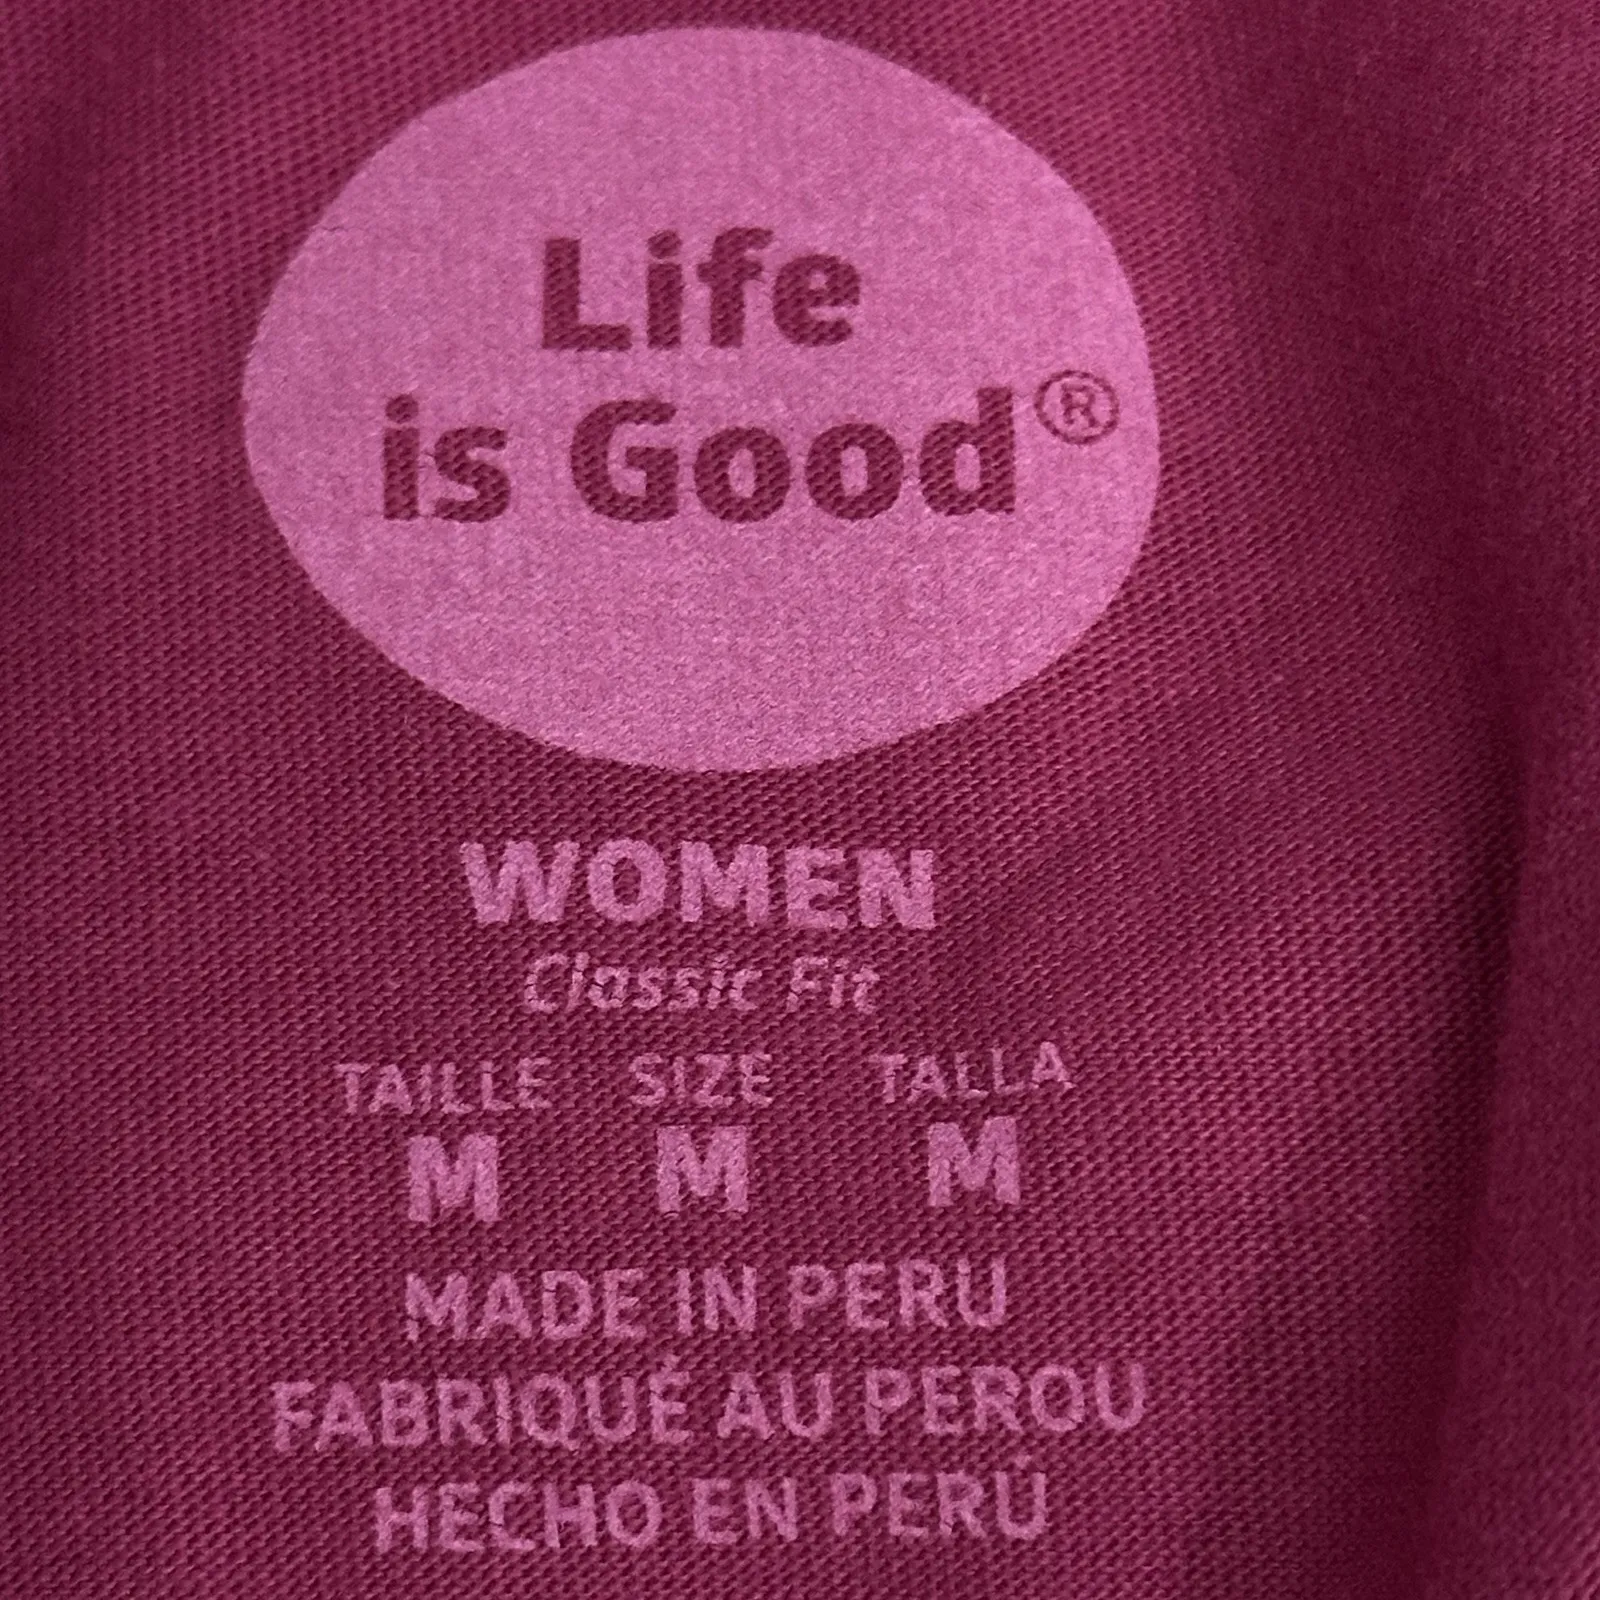 Life
is Good®
WOMEN
Classic Fit
TAILLE SIZE TALLA
M M M
MADE IN PERU
FABRIQUÉ AU PEROU
HECHO EN PERÚ